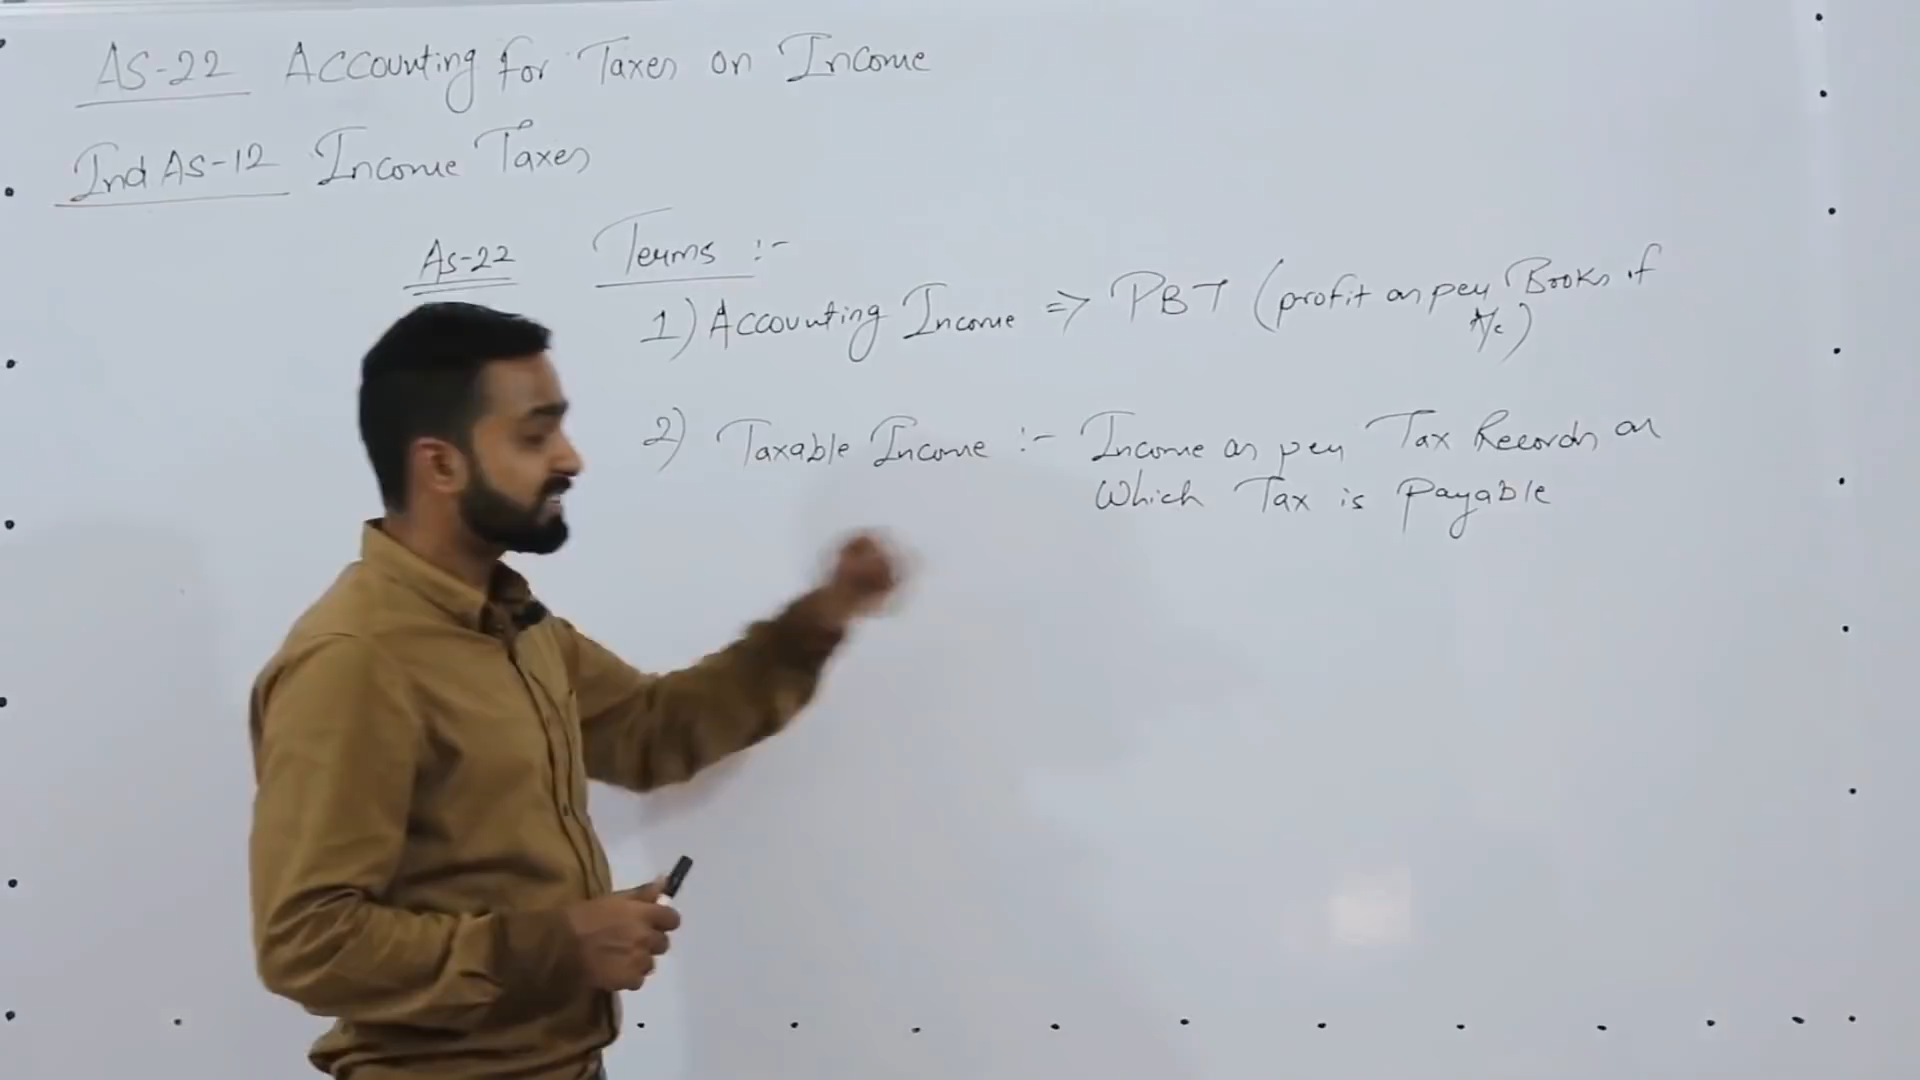 AS-22 Accounting for Taxes on Income
Ind AS-12 Income Taxes
As-22 Terms :-
1) Accounting Income => PBT (profit as per Books of
A/c)
2) Taxable Income :- Income as per Tax Records on
Which Tax is Payable